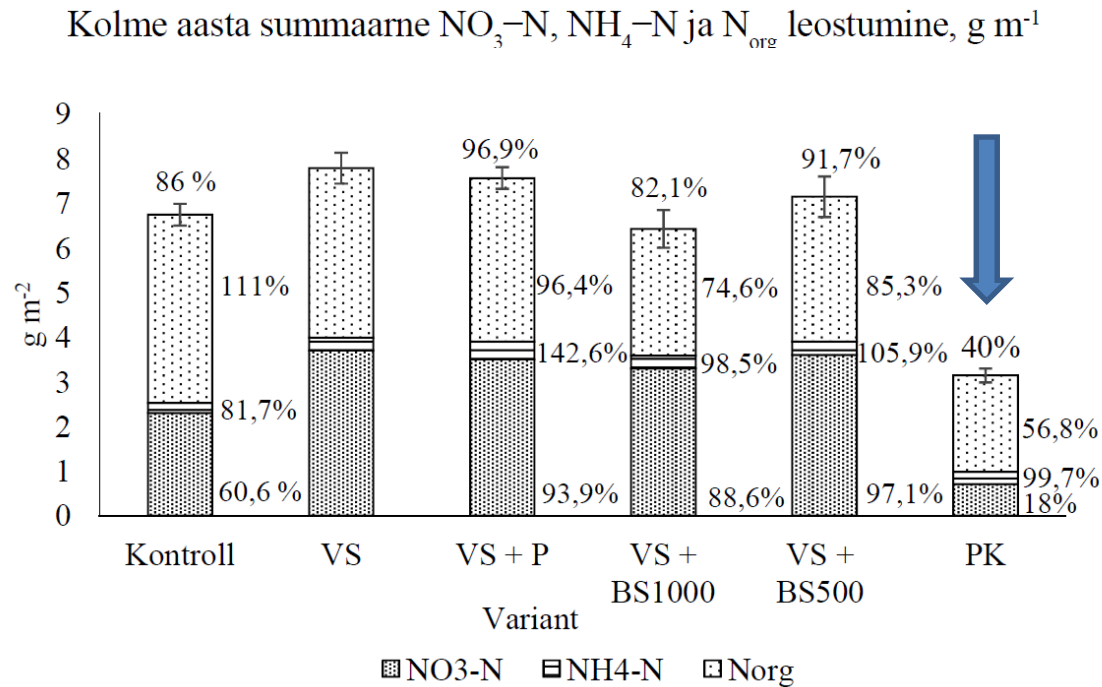 Kolme aasta summaarne NO₃−N, NH₄−N ja Norg leostumine, g m⁻¹
g m⁻²
9
8
7
6
5
4
3
2
1
0
86 %
111%
81,7%
60,6 %
96,9%
96,4%
142,6%
93,9%
82,1%
74,6%
98,5%
88,6%
91,7%
85,3%
105,9%
97,1%
40%
56,8%
99,7%
18%
Kontroll
VS
VS + P
VS +
BS1000
VS +
BS500
PK
Variant
NO3-N NH4-N Norg